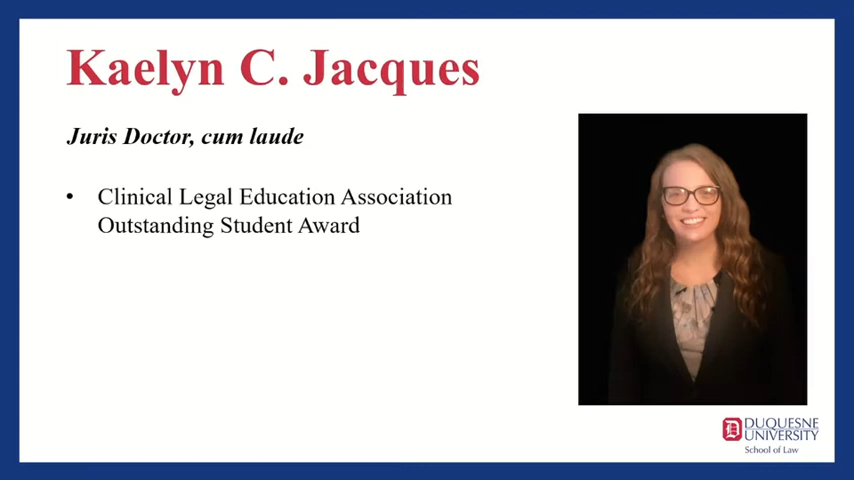 Kaelyn C. Jacques
Juris Doctor, cum laude
• Clinical Legal Education Association
Outstanding Student Award
D DUQUESNE
UNIVERSITY
School of Law